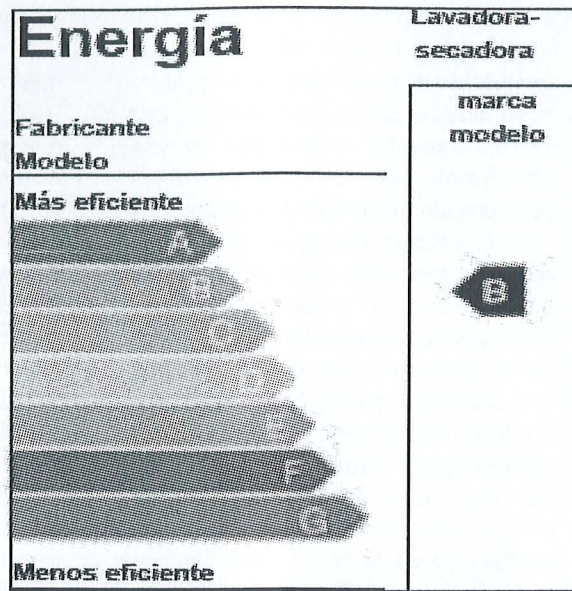 Energía
Lavadora-
secadora
marca
modelo
Fabricante
Modelo
Más eficiente
A
B
C
D
E
F
G
B
Menos eficiente